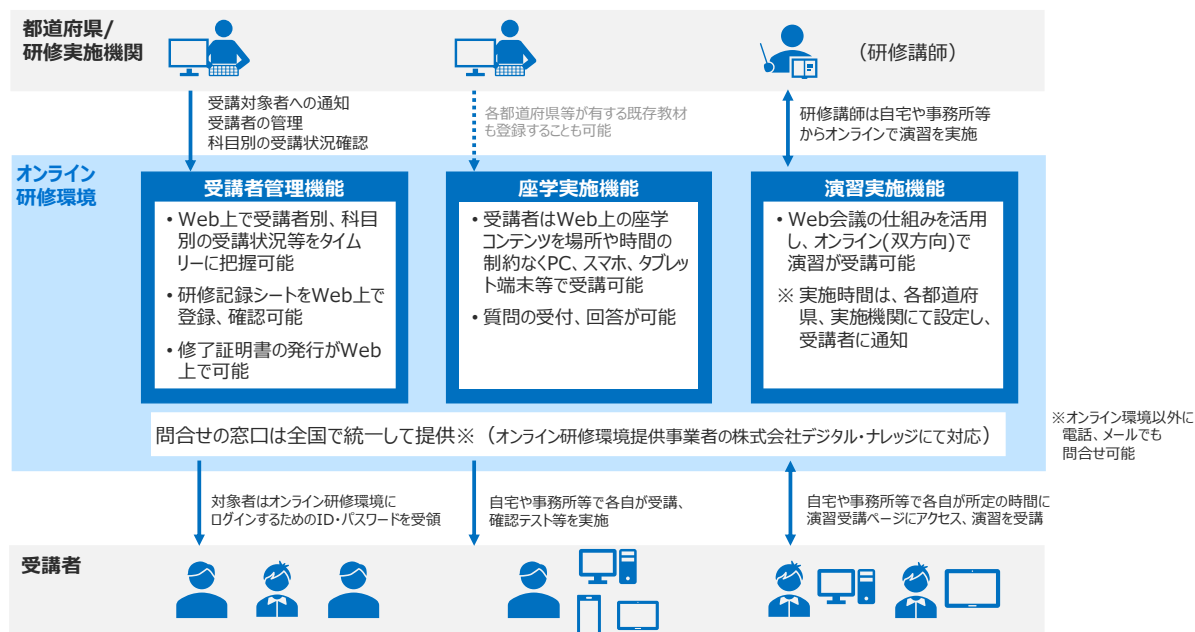 都道府県/
研修実施機関
(研修講師)
受講対象者への通知
受講者の管理
科目別の受講状況確認
各都道府県等が有する既存教材
も登録することも可能
研修講師は自宅や事務所等
からオンラインで演習を実施
オンライン
研修環境
受講者管理機能
・Web上で受講者別、科目
別の受講状況等をタイム
リーに把握可能
・研修記録シートをWeb上で
登録、確認可能
・修了証明書の発行がWeb
上で可能
座学実施機能
・受講者はWeb上の座学
コンテンツを場所や時間の
制約なくPC、スマホ、タブレッ
ト端末等で受講可能
・質問の受付、回答が可能
演習実施機能
・Web会議の仕組みを活用
し、オンライン(双方向)で
演習が受講可能
※ 実施時間は、各都道府
県、実施機関にて設定し、
受講者に通知
問合せの窓口は全国で統一して提供※(オンライン研修環境提供事業者の株式会社デジタル・ナレッジにて対応)
※オンライン環境以外に
電話、メールでも
問合せ可能
対象者はオンライン研修環境に
ログインするためのID・パスワードを受領
自宅や事務所等で各自が受講、
確認テスト等を実施
自宅や事務所等で各自が所定の時間に
演習受講ページにアクセス、演習を受講
受講者